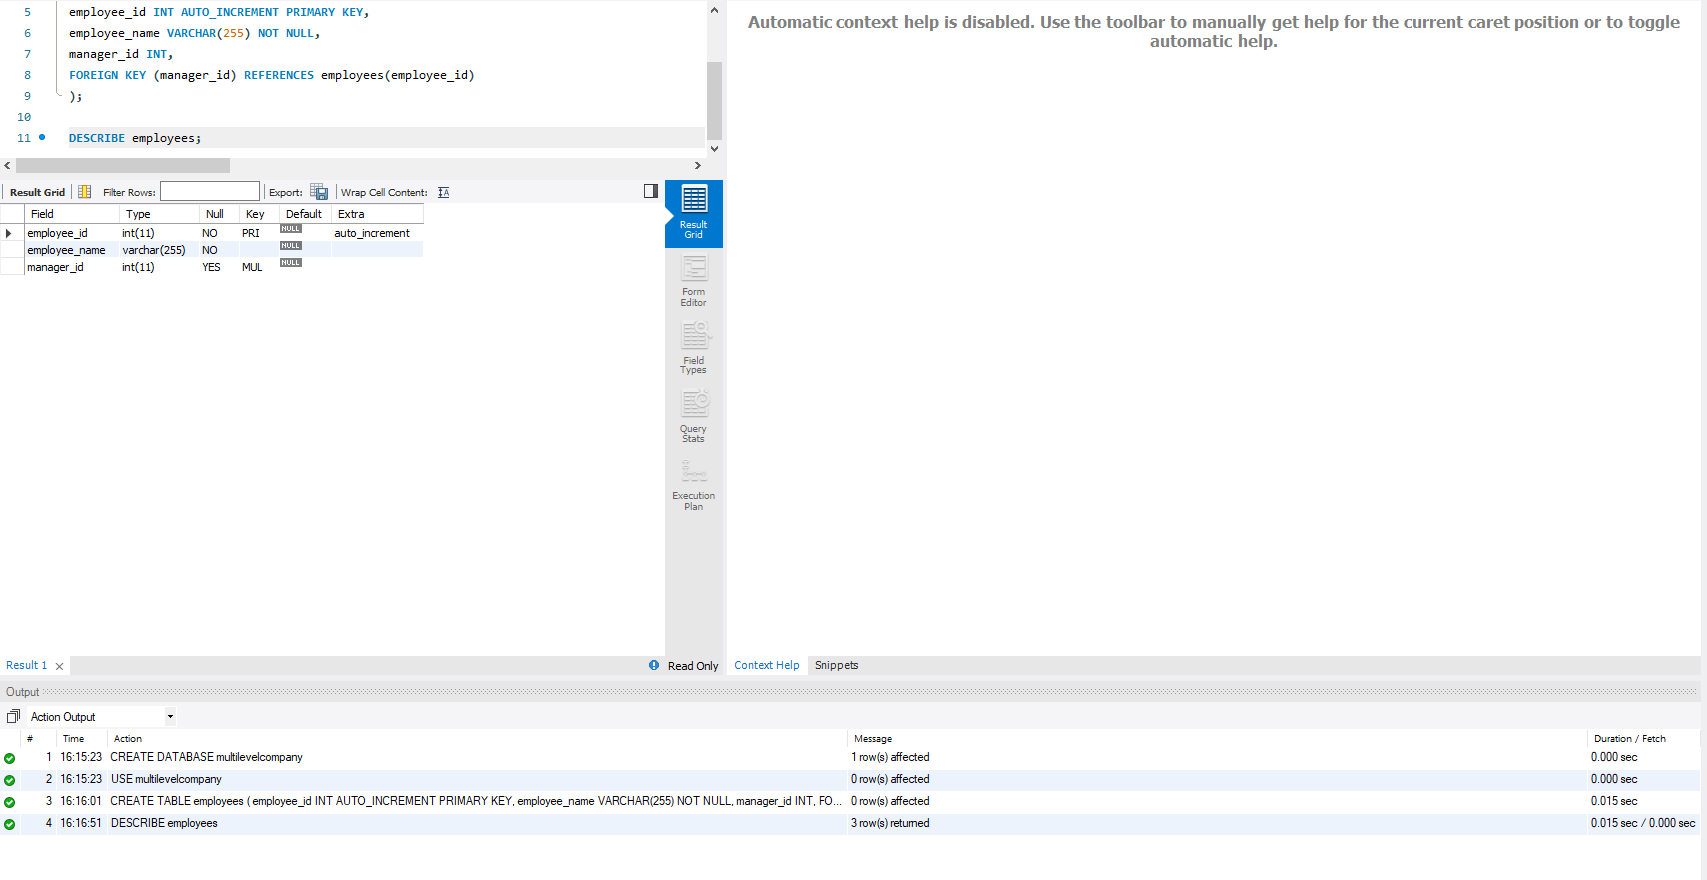 5 employee_id INT AUTO_INCREMENT PRIMARY KEY,
6 employee_name VARCHAR(255) NOT NULL,
7 manager_id INT,
8 FOREIGN KEY (manager_id) REFERENCES employees(employee_id)
9 );
10
11 DESCRIBE employees;
Result Grid Filter Rows: Export: Wrap Cell Content:
Field Type Null Key Default Extra
employee_id int(11) NO PRI NULL auto_increment
employee_name varchar(255) NO NULL
manager_id int(11) YES MUL NULL
Result
Grid
Form
Editor
Field
Types
Query
Stats
Execution
Plan
Result 1 Read Only
Automatic context help is disabled. Use the toolbar to manually get help for the current caret position or to toggle
automatic help.
Context Help Snippets
Output
Action Output
# Time Action Message Duration / Fetch
1 16:15:23 CREATE DATABASE multilevelcompany 1 row(s) affected 0.000 sec
2 16:15:23 USE multilevelcompany 0 row(s) affected 0.000 sec
3 16:16:01 CREATE TABLE employees ( employee_id INT AUTO_INCREMENT PRIMARY KEY, employee_name VARCHAR(255) NOT NULL, manager_id INT, FO... 0 row(s) affected 0.015 sec
4 16:16:51 DESCRIBE employees 3 row(s) returned 0.015 sec / 0.000 sec